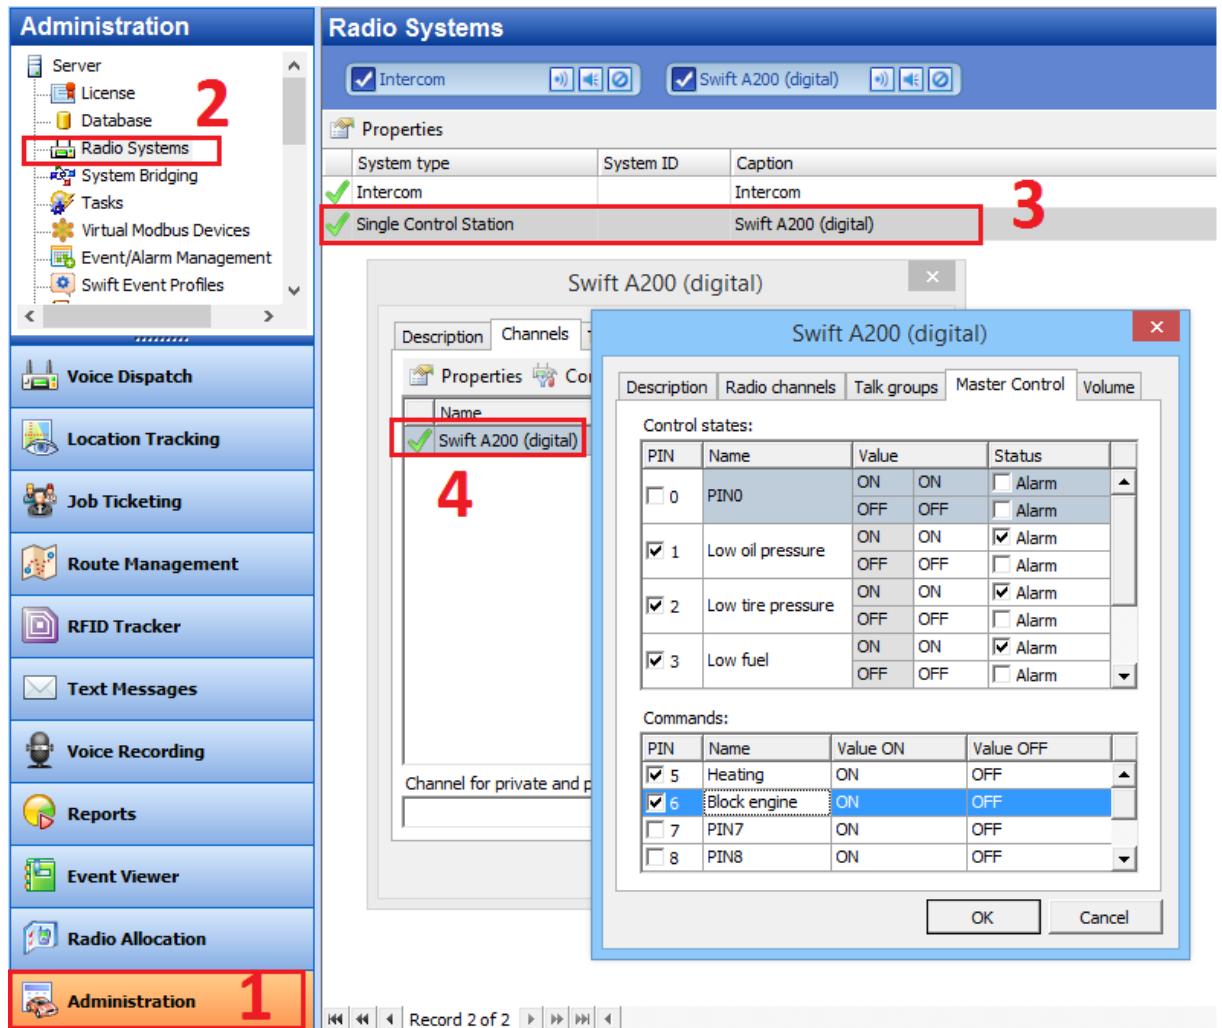 Administration
Server
License
Database
Radio Systems
System Bridging
Tasks
Virtual Modbus Devices
Event/Alarm Management
Swift Event Profiles
2
Voice Dispatch
Location Tracking
Job Ticketing
Route Management
RFID Tracker
Text Messages
Voice Recording
Reports
Event Viewer
Radio Allocation
Administration
1
Radio Systems
Intercom Swift A200 (digital)
Properties
System type System ID Caption
Intercom Intercom
Single Control Station Swift A200 (digital)
3
Swift A200 (digital)
Description Channels
Properties Co
Name
Swift A200 (digital)
4
Channel for private and p
Swift A200 (digital)
Description Radio channels Talk groups Master Control Volume
Control states:
PIN Name Value Status
0 PIN0 ON ON Alarm
OFF OFF Alarm
1 Low oil pressure ON ON Alarm
OFF OFF Alarm
2 Low tire pressure ON ON Alarm
OFF OFF Alarm
3 Low fuel ON ON Alarm
OFF OFF Alarm
Commands:
PIN Name Value ON Value OFF
5 Heating ON OFF
6 Block engine ON OFF
7 PIN7 ON OFF
8 PIN8 ON OFF
OK Cancel
Record 2 of 2